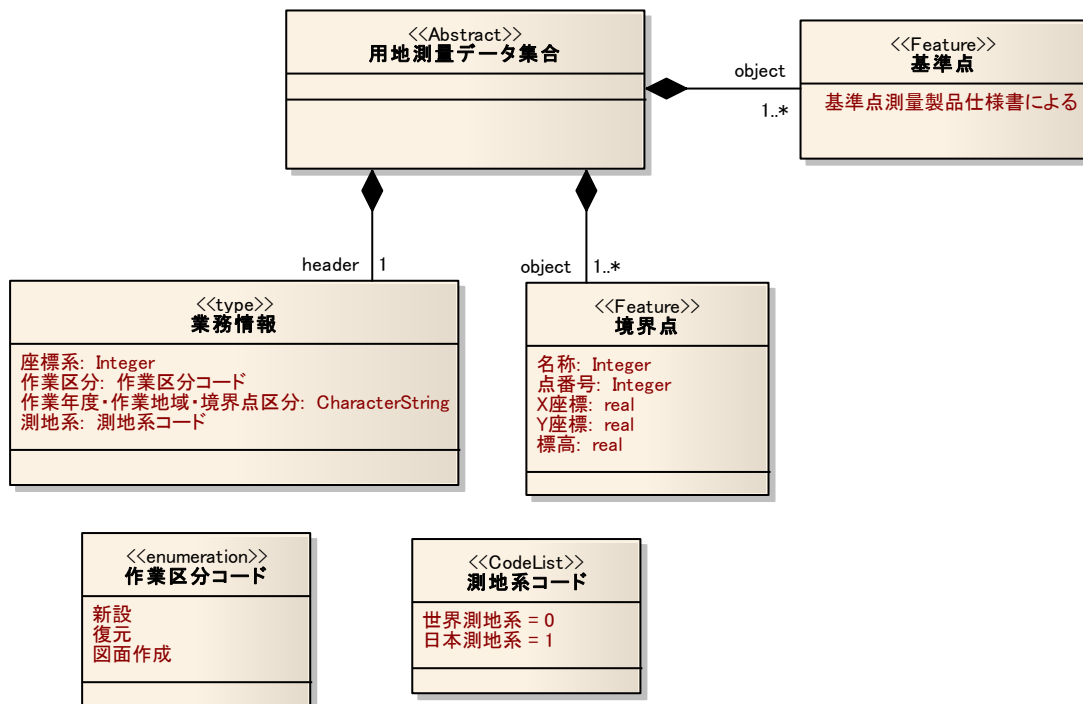 <<Abstract>>
用地測量データ集合
<<Feature>>
基準点
基準点測量製品仕様書による
object
1..*
header
1
object
1..*
<<type>>
業務情報
座標系: Integer
作業区分: 作業区分コード
作業年度・作業地域・境界点区分: CharacterString
測地系: 測地系コード
<<Feature>>
境界点
名称: Integer
点番号: Integer
X座標: real
Y座標: real
標高: real
<<enumeration>>
作業区分コード
新設
復元
図面作成
<<CodeList>>
測地系コード
世界測地系 = 0
日本測地系 = 1